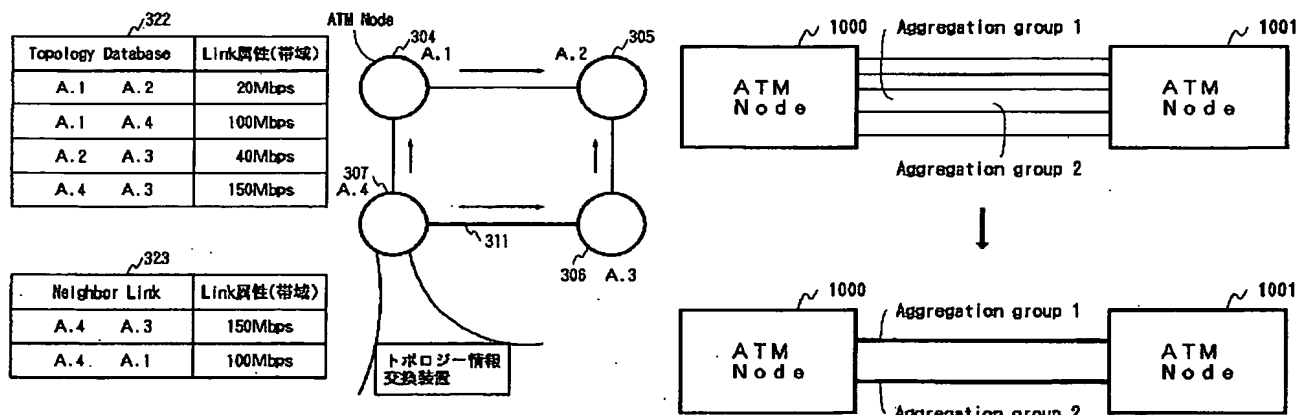 322
Topology Database Link属性(帯域)
A.1 A.2 20Mbps
A.1 A.4 100Mbps
A.2 A.3 40Mbps
A.4 A.3 150Mbps
323
Neighbor Link Link属性(帯域)
A.4 A.3 150Mbps
A.4 A.1 100Mbps
ATM Node
304
A.1
A.2
305
307
A.4
311
306 A.3
トポロジー情報
交換装置
1000
Aggregation group 1
1001
ATM
Node
ATM
Node
Aggregation group 2
1000
Aggregation group 1
1001
ATM
Node
ATM
Node
Aggregation group 2